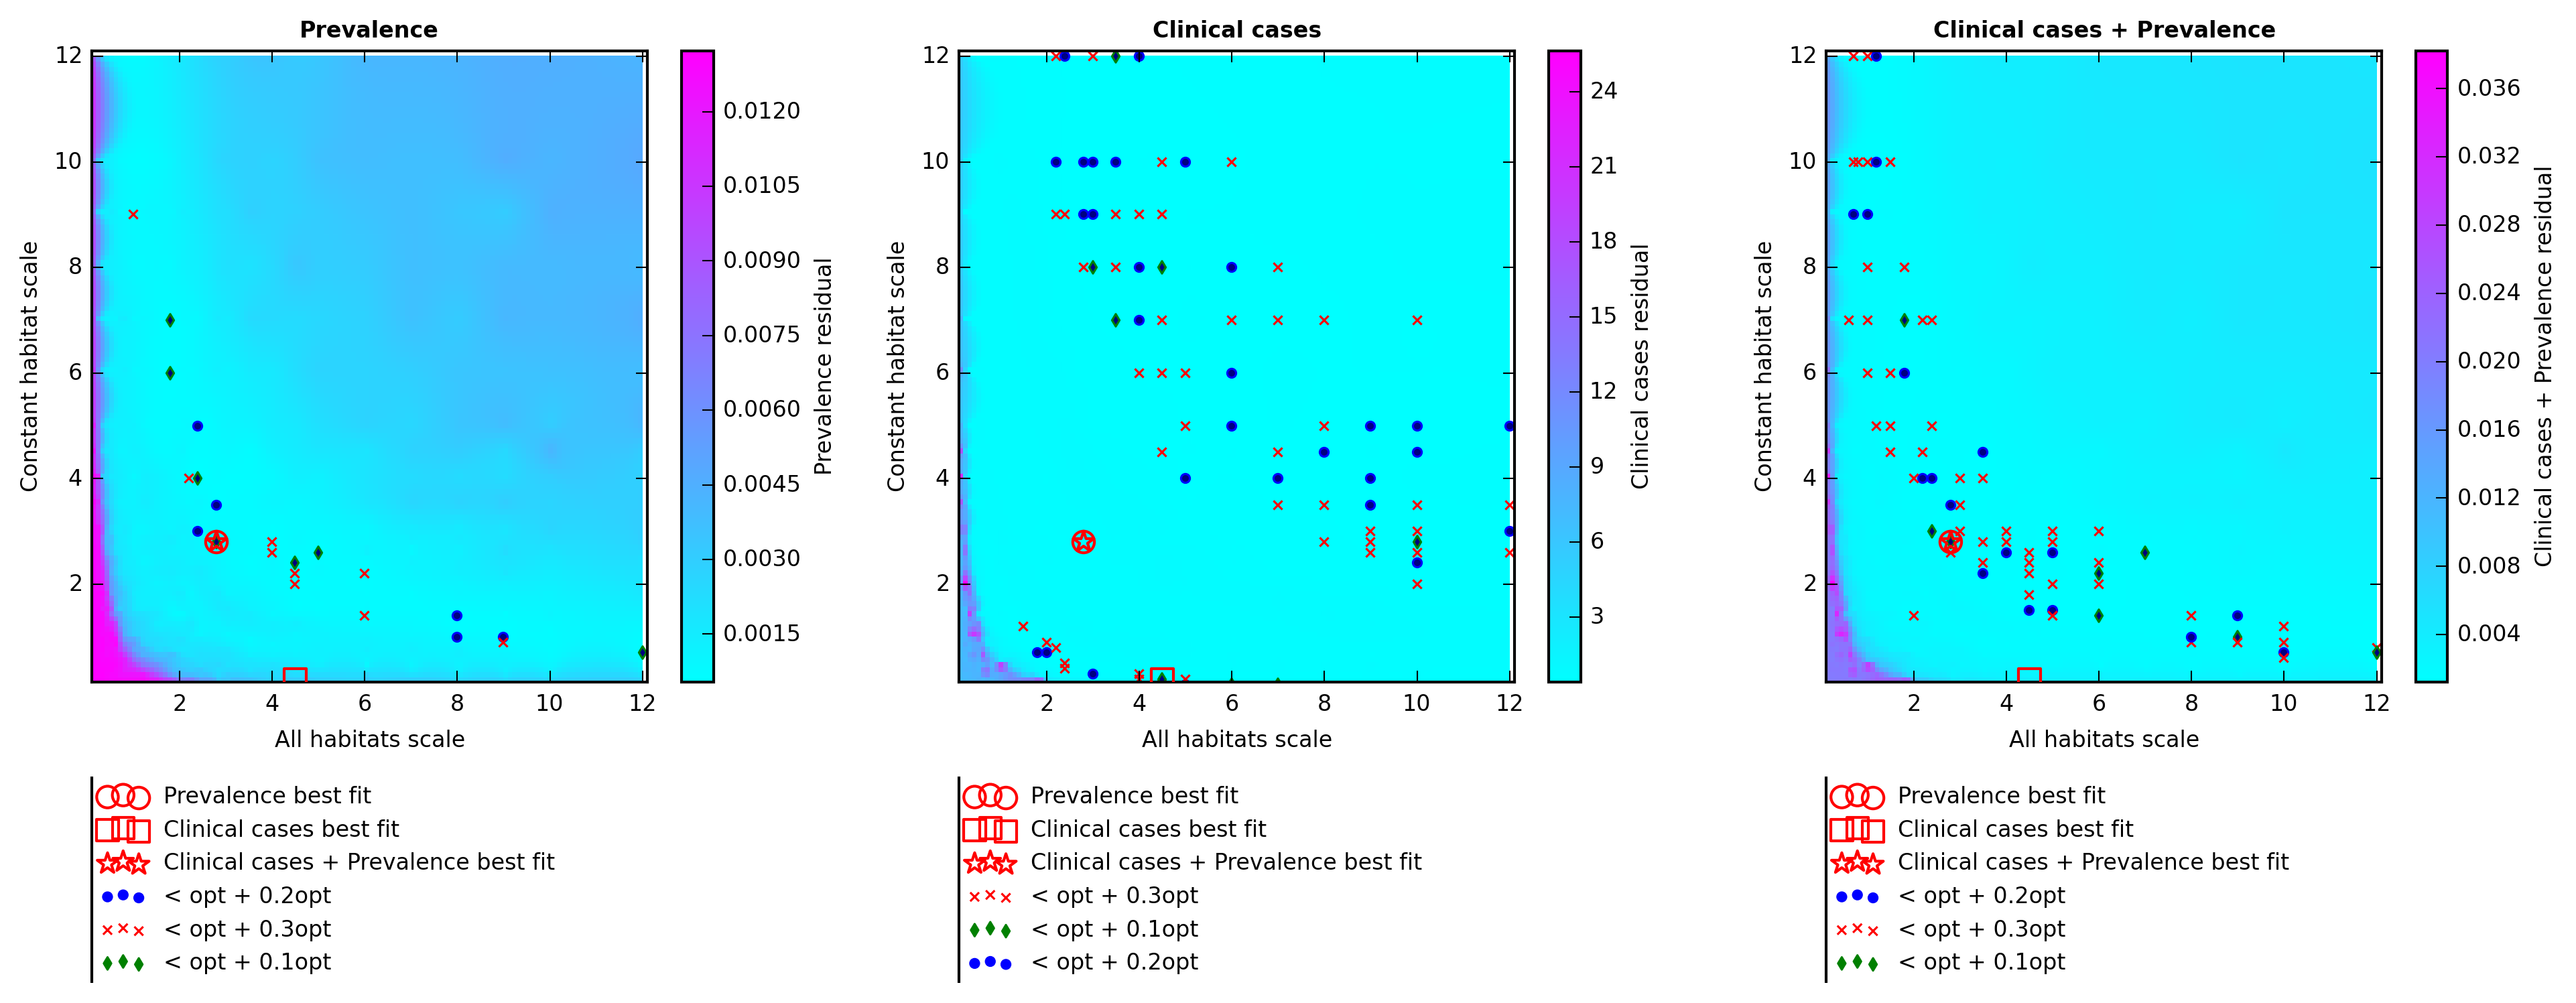 Prevalence
12
10
8
6
4
2
Constant habitat scale
2 4 6 8 10 12
All habitats scale
0.0120
0.0105
0.0090
0.0075
0.0060
0.0045
0.0030
0.0015
Prevalence residual
Prevalence best fit
Clinical cases best fit
Clinical cases + Prevalence best fit
< opt + 0.2opt
< opt + 0.3opt
< opt + 0.1opt
Clinical cases
12
10
8
6
4
2
Constant habitat scale
2 4 6 8 10 12
All habitats scale
24
21
18
15
12
9
6
3
Clinical cases residual
Prevalence best fit
Clinical cases best fit
Clinical cases + Prevalence best fit
< opt + 0.3opt
< opt + 0.1opt
< opt + 0.2opt
Clinical cases + Prevalence
12
10
8
6
4
2
Constant habitat scale
2 4 6 8 10 12
All habitats scale
0.036
0.032
0.028
0.024
0.020
0.016
0.012
0.008
0.004
Clinical cases + Prevalence residual
Prevalence best fit
Clinical cases best fit
Clinical cases + Prevalence best fit
< opt + 0.2opt
< opt + 0.3opt
< opt + 0.1opt